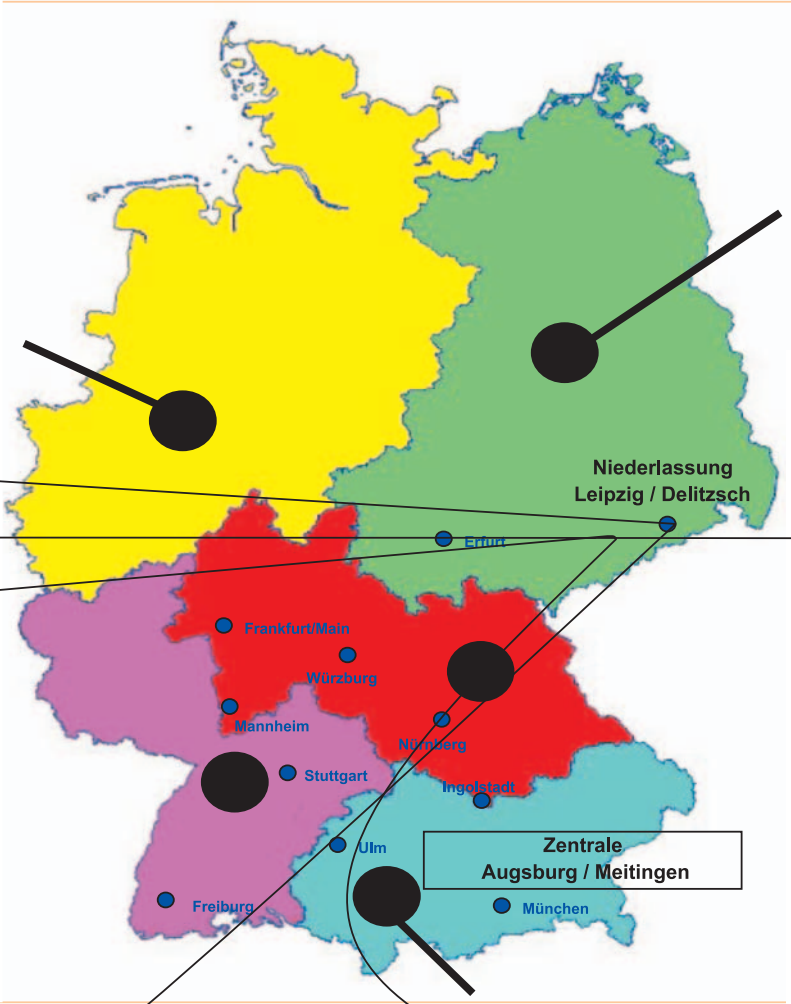 Niederlassung
Leipzig / Delitzsch
Erfurt
Frankfurt/Main
Würzburg
Mannheim
Nürnberg
Stuttgart
Ingolstadt
Zentrale
Ulm
Augsburg / Meitingen
Freiburg
München